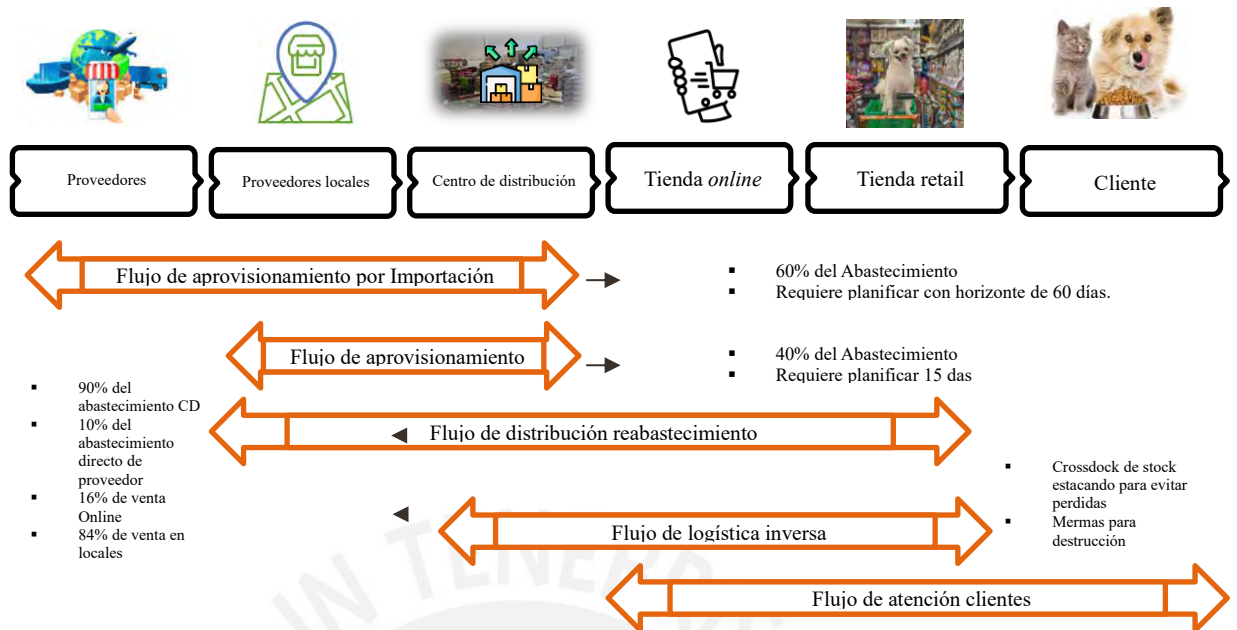 Proveedores
Proveedores locales
Centro de distribución
Tienda online
Tienda retail
Cliente
Flujo de aprovisionamiento por Importación
▪ 60% del Abastecimiento
▪ Requiere planificar con horizonte de 60 días.
Flujo de aprovisionamiento
▪ 40% del Abastecimiento
▪ Requiere planificar 15 das
▪ 90% del
abastecimiento CD
▪ 10% del
abastecimiento
directo de
proveedor
▪ 16% de venta
Online
▪ 84% de venta en
locales
Flujo de distribución reabastecimiento
Flujo de logística inversa
▪ Crossdock de stock
estacando para evitar
perdidas
▪ Mermas para
destrucción
Flujo de atención clientes
IN TENEBR